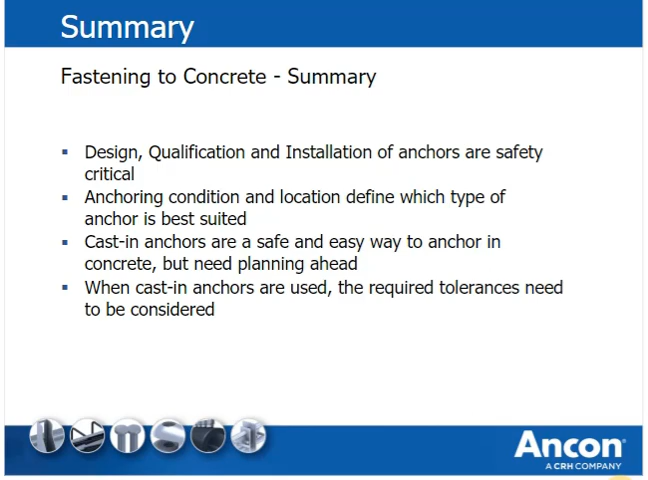 Summary
Fastening to Concrete - Summary
▪ Design, Qualification and Installation of anchors are safety
critical
▪ Anchoring condition and location define which type of
anchor is best suited
▪ Cast-in anchors are a safe and easy way to anchor in
concrete, but need planning ahead
▪ When cast-in anchors are used, the required tolerances need
to be considered
Ancon®
A CRH COMPANY